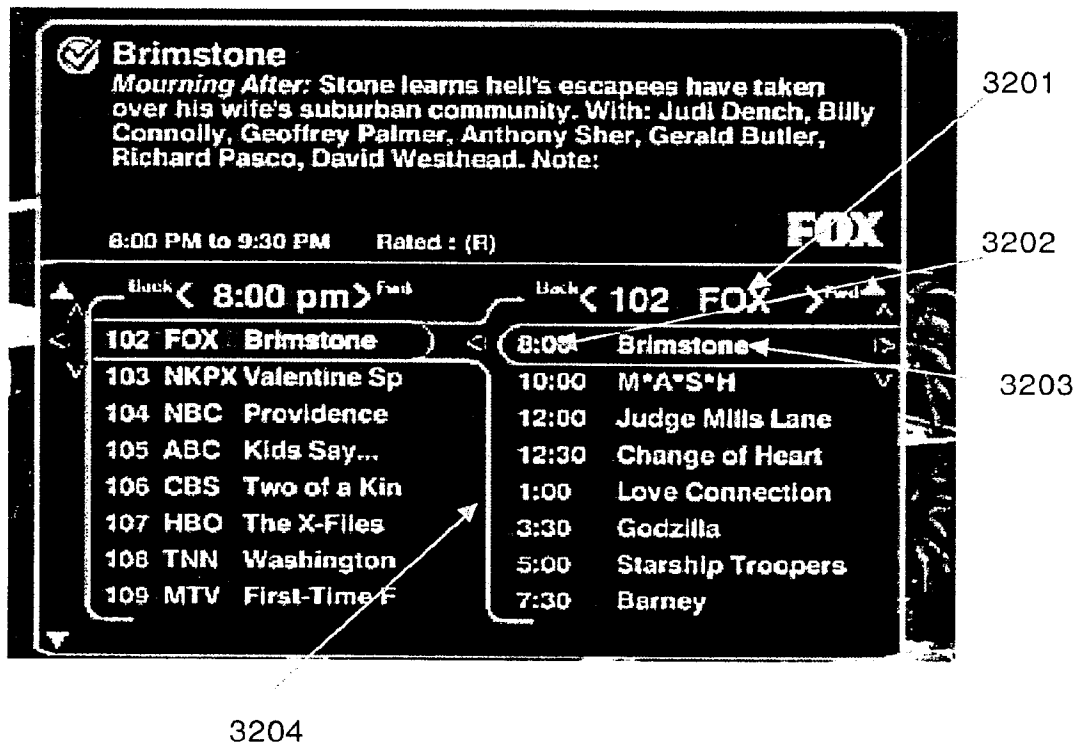 Brimstone
Mourning After: Stone learns hell's escapees have taken
over his wife's suburban community. With: Judi Dench, Billy
Connolly, Geoffrey Palmer, Anthony Sher, Gerald Butler,
Richard Pasco, David Westhead. Note:
FOX
8:00 PM to 9:30 PM Rated : (R)
Back < 8:00 pm > Fwd
102 FOX Brimstone
103 NKPX Valentine Sp
104 NBC Providence
105 ABC Kids Say...
106 CBS Two of a Kin
107 HBO The X-Files
108 TNN Washington
109 MTV First-Time F
Back < 102 FOX > Fwd
8:00 Brimstone
10:00 M*A*S*H
12:00 Judge Mills Lane
12:30 Change of Heart
1:00 Love Connection
3:30 Godzilla
5:00 Starship Troopers
7:30 Barney
3201
3202
3203
3204